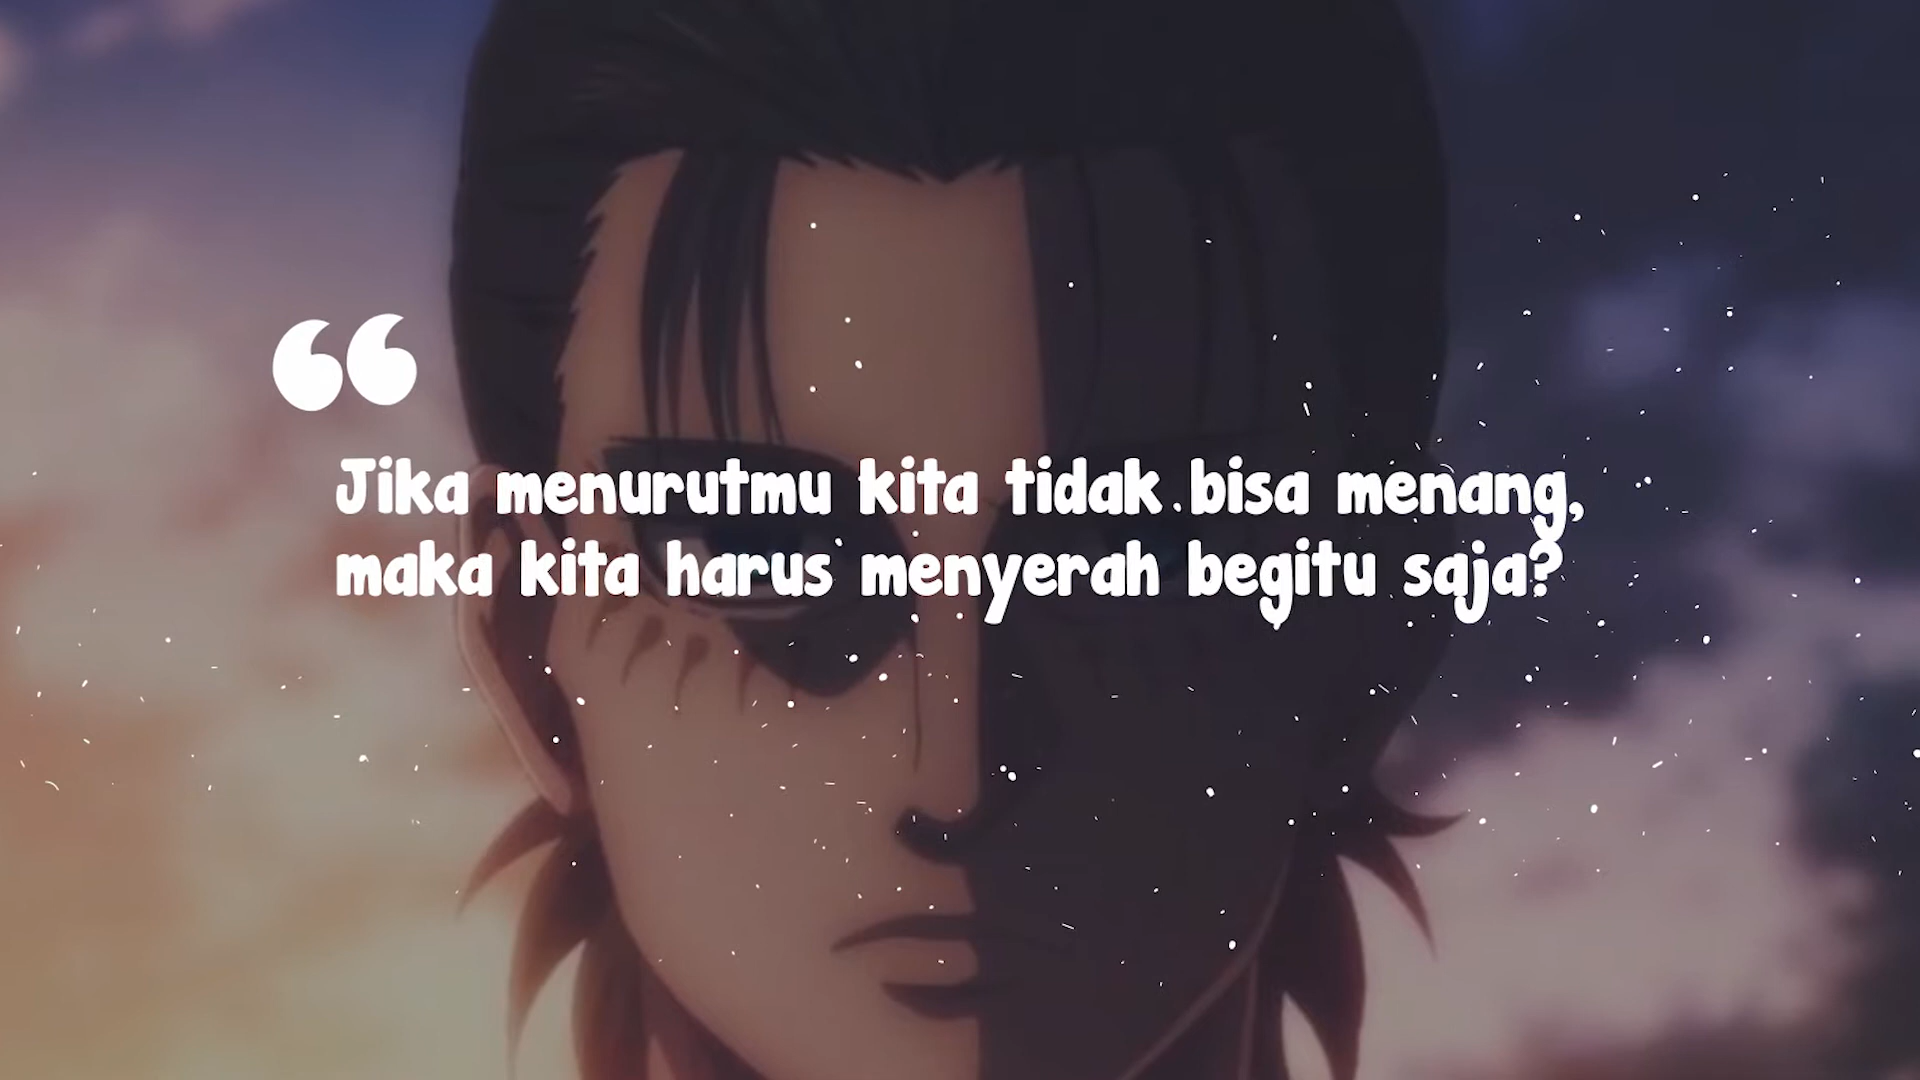 “
Jika menurutmu kita tidak bisa menang,
maka kita harus menyerah begitu saja?